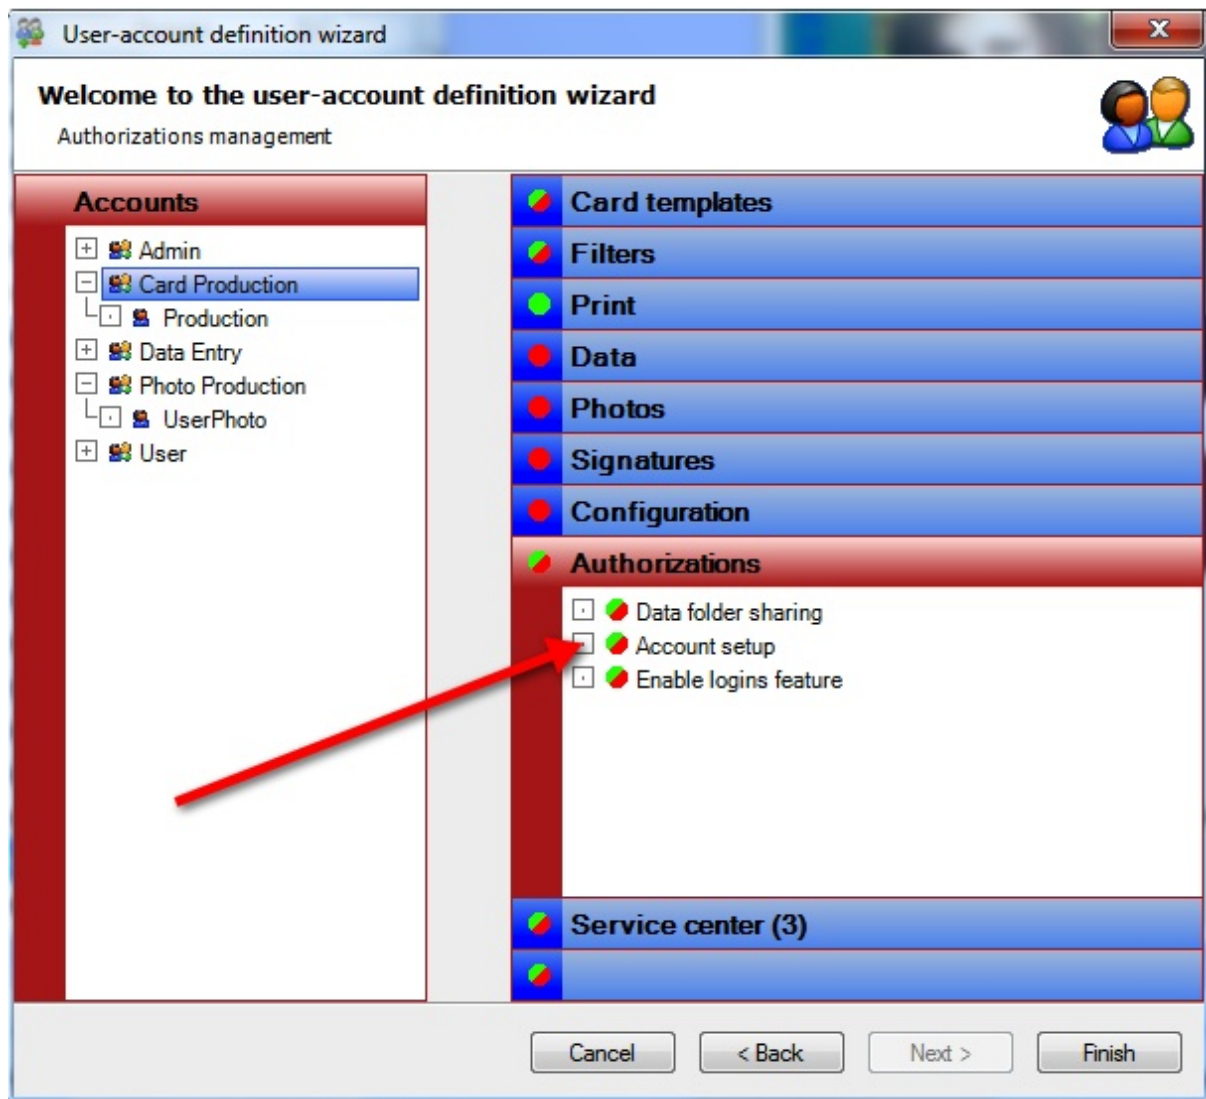 User-account definition wizard
Welcome to the user-account definition wizard
Authorizations management
Accounts
Admin
Card Production
Production
Data Entry
Photo Production
UserPhoto
User
Card templates
Filters
Print
Data
Photos
Signatures
Configuration
Authorizations
Data folder sharing
Account setup
Enable logins feature
Service center (3)
Cancel
< Back
Next >
Finish